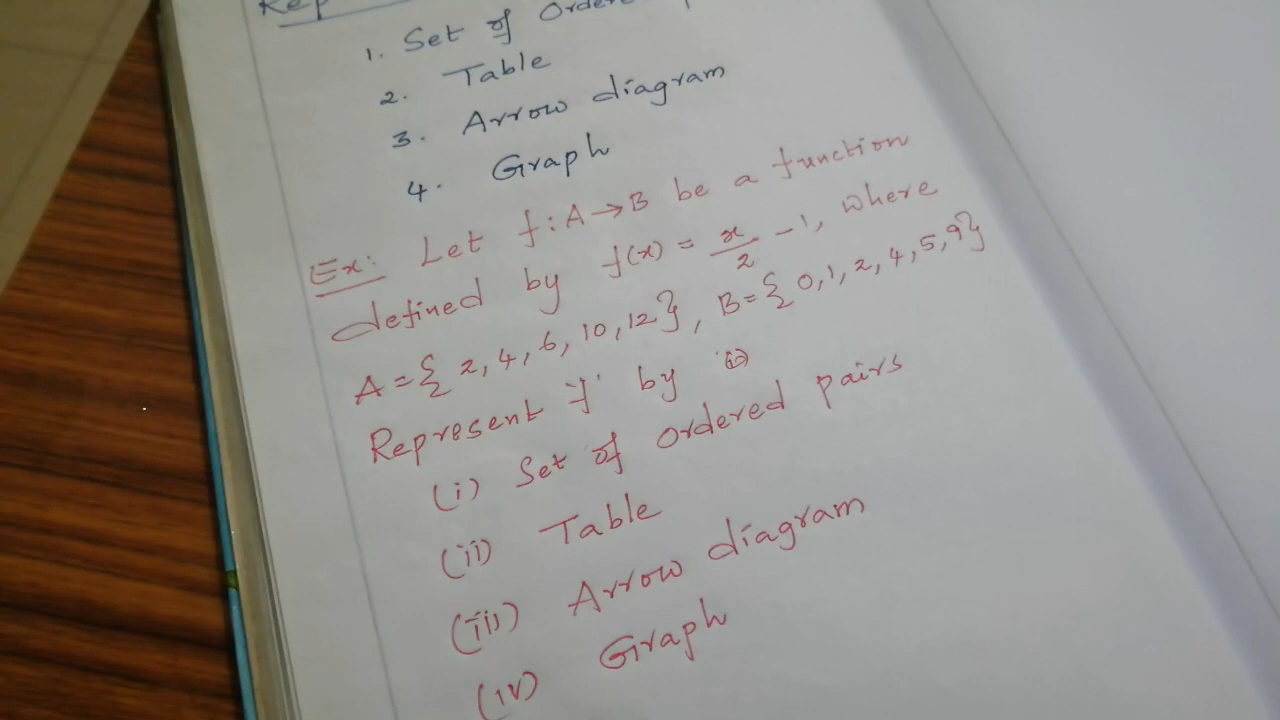 Rep
1. Set of Ordere
2. Table
3. Arrow diagram
4. Graph
Ex: Let f:A→B be a function
defined by f(x) = x/2 -1, where
A={2,4,6,10,12}, B={0,1,2,4,5,9}
Represent 'f' by (i)
(i) Set of ordered pairs
(ii) Table
(iii) Arrow diagram
(iv) Graph